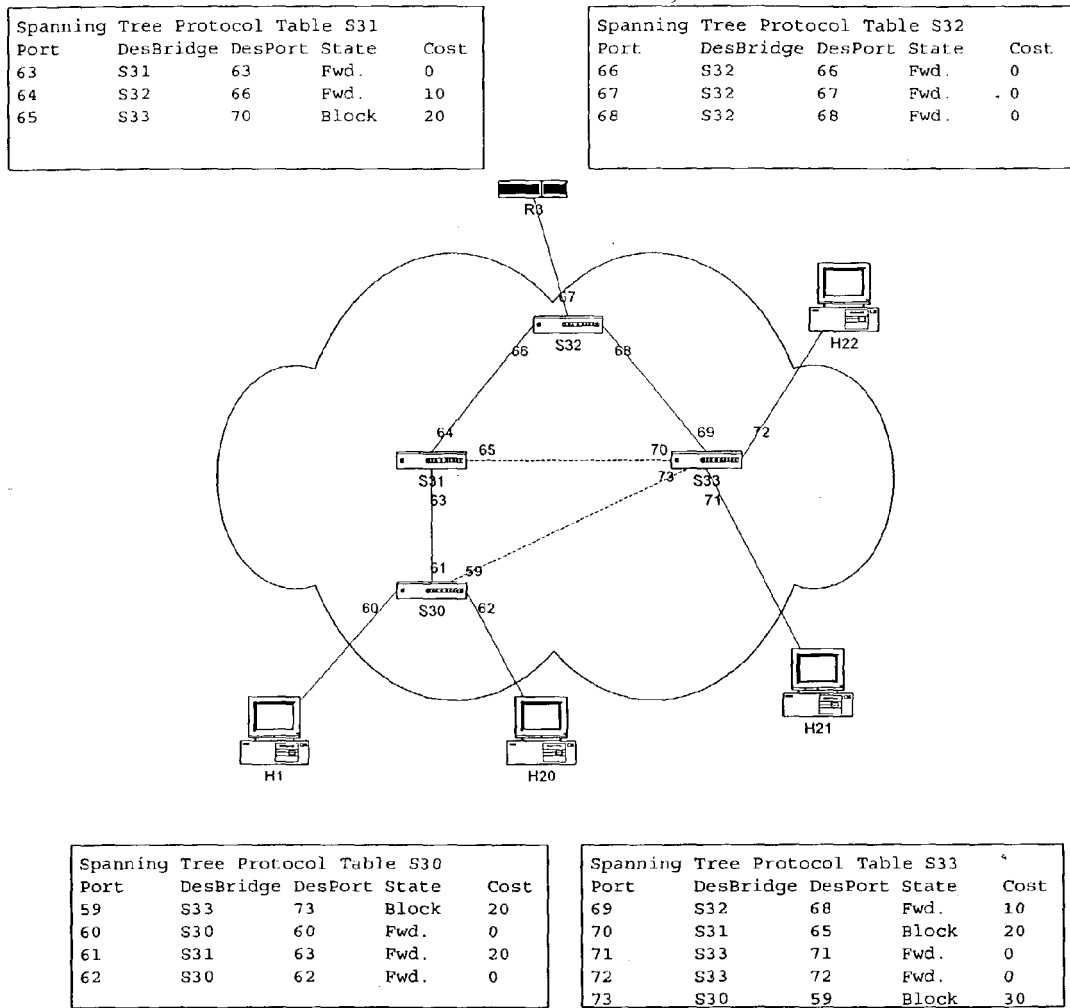 Spanning Tree Protocol Table S31
Port DesBridge DesPort State Cost
63 S31 63 Fwd. 0
64 S32 66 Fwd. 10
65 S33 70 Block 20
Spanning Tree Protocol Table S32
Port DesBridge DesPort State Cost
66 S32 66 Fwd. 0
67 S32 67 Fwd. 0
68 S32 68 Fwd. 0
R3
67
S32
66
68
H22
64
65
S31
63
70
69
72
73
S33
71
61
59
60
S30
62
H1
H20
H21
Spanning Tree Protocol Table S30
Port DesBridge DesPort State Cost
59 S33 73 Block 20
60 S30 60 Fwd. 0
61 S31 63 Fwd. 20
62 S30 62 Fwd. 0
Spanning Tree Protocol Table S33
Port DesBridge DesPort State Cost
69 S32 68 Fwd. 10
70 S31 65 Block 20
71 S33 71 Fwd. 0
72 S33 72 Fwd. 0
73 S30 59 Block 30